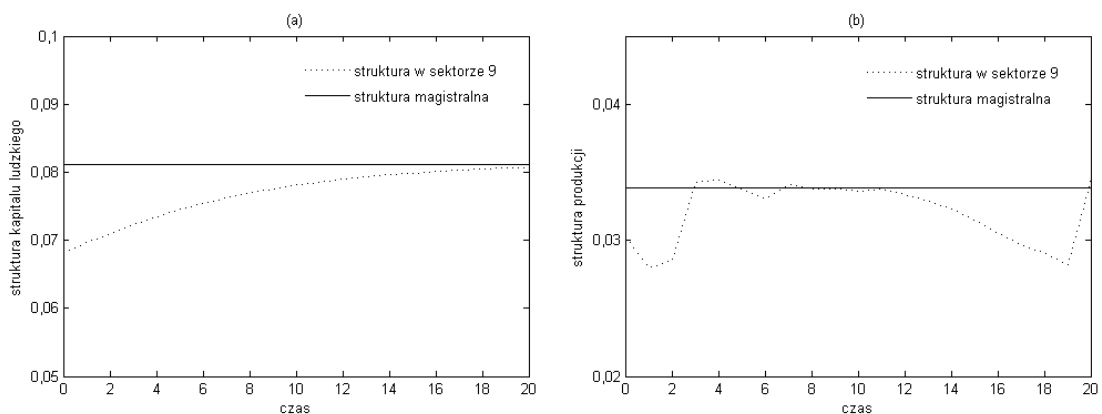 (a)
0,1
0,09
0,08
0,07
0,06
0,05
struktura kapitalu ludzkiego
struktura w sektorze 9
struktura magistralna
0 2 4 6 8 10 12 14 16 18 20
czas
(b)
0,04
0,03
0,02
struktura produkcji
struktura w sektorze 9
struktura magistralna
0 2 4 6 8 10 12 14 16 18 20
czas